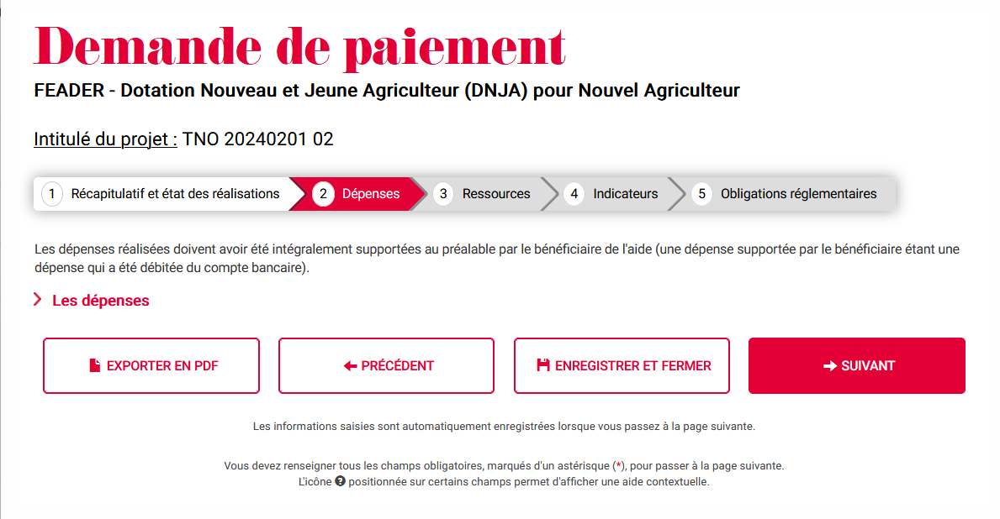 Demande de paiement
FEADER - Dotation Nouveau et Jeune Agriculteur (DNJA) pour Nouvel Agriculteur
Intitulé du projet : TNO 20240201 02
1 Récapitulatif et état des réalisations 2 Dépenses 3 Ressources 4 Indicateurs 5 Obligations réglementaires
Les dépenses réalisées doivent avoir été intégralement supportées au préalable par le bénéficiaire de l'aide (une dépense supportée par le bénéficiaire étant une
dépense qui a été débitée du compte bancaire).
Les dépenses
EXPORTER EN PDF PRÉCÉDENT ENREGISTRER ET FERMER SUIVANT
Les informations saisies sont automatiquement enregistrées lorsque vous passez à la page suivante.
Vous devez renseigner tous les champs obligatoires, marqués d'un astérisque (*), pour passer à la page suivante.
L'icône ? positionnée sur certains champs permet d'afficher une aide contextuelle.